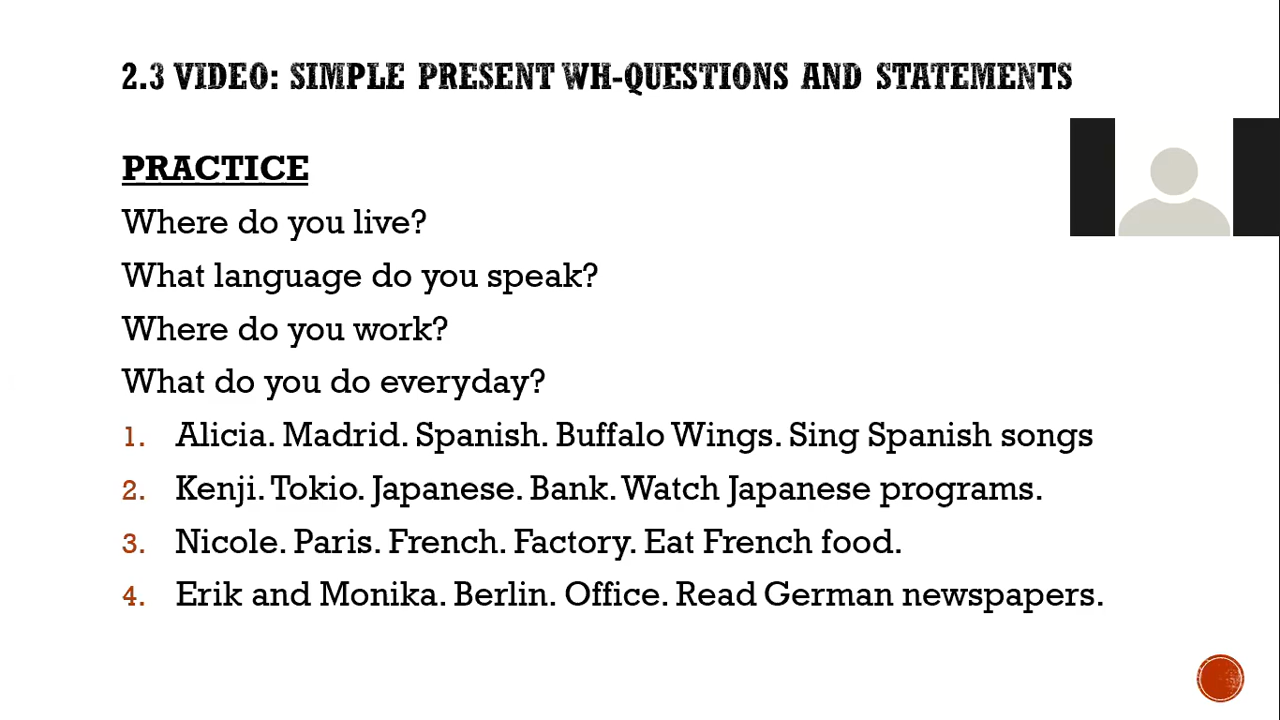 2.3 VIDEO: SIMPLE PRESENT WH-QUESTIONS AND STATEMENTS
PRACTICE
Where do you live?
What language do you speak?
Where do you work?
What do you do everyday?
1. Alicia. Madrid. Spanish. Buffalo Wings. Sing Spanish songs
2. Kenji. Tokio. Japanese. Bank. Watch Japanese programs.
3. Nicole. Paris. French. Factory. Eat French food.
4. Erik and Monika. Berlin. Office. Read German newspapers.